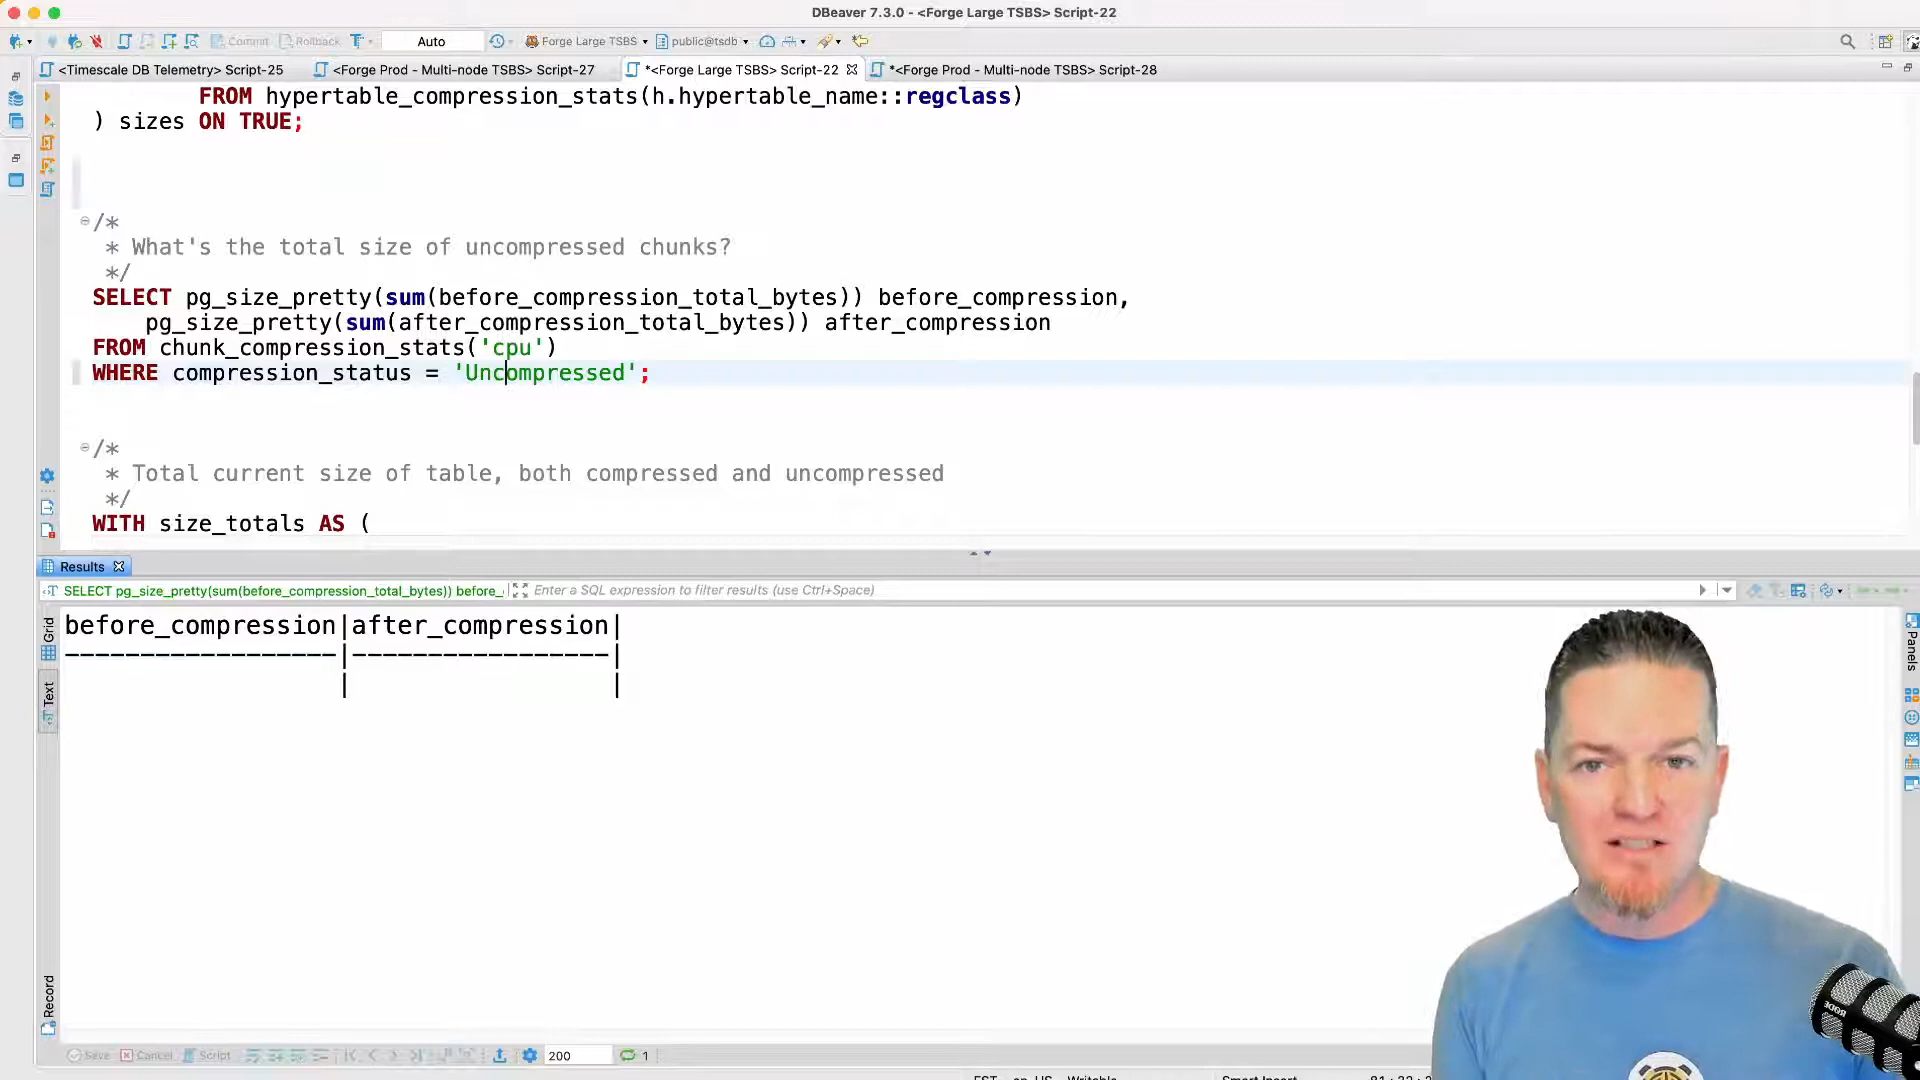 DBeaver 7.3.0 - <Forge Large TSBS> Script-22
Commit Rollback Auto Forge Large TSBS public@tsdb
<Timescale DB Telemetry> Script-25 <Forge Prod - Multi-node TSBS> Script-27 *<Forge Large TSBS> Script-22 *<Forge Prod - Multi-node TSBS> Script-28
FROM hypertable_compression_stats(h.hypertable_name::regclass)
) sizes ON TRUE;
/*
* What's the total size of uncompressed chunks?
*/
SELECT pg_size_pretty(sum(before_compression_total_bytes)) before_compression,
pg_size_pretty(sum(after_compression_total_bytes)) after_compression
FROM chunk_compression_stats('cpu')
WHERE compression_status = 'Uncompressed';
/*
* Total current size of table, both compressed and uncompressed
*/
WITH size_totals AS (
Results
SELECT pg_size_pretty(sum(before_compression_total_bytes)) before_ Enter a SQL expression to filter results (use Ctrl+Space)
before_compression|after_compression|
------------------|-----------------|
| |
Grid
Text
Record
Panels
RODE
Save Cancel Script 200 1